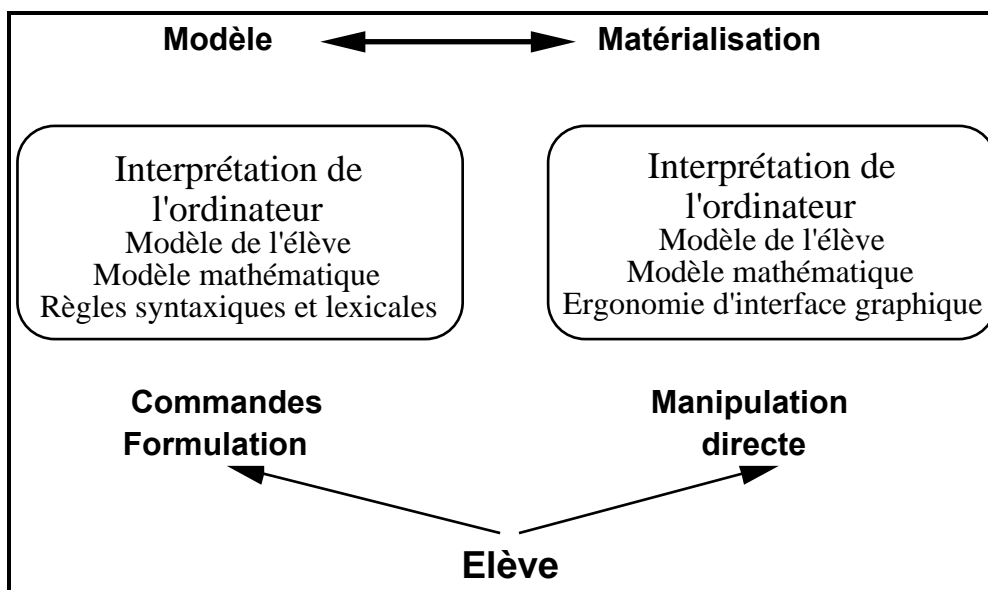 Modèle Matérialisation
Interprétation de
l'ordinateur
Modèle de l'élève
Modèle mathématique
Règles syntaxiques et lexicales
Interprétation de
l'ordinateur
Modèle de l'élève
Modèle mathématique
Ergonomie d'interface graphique
Commandes
Formulation
Manipulation
directe
Elève